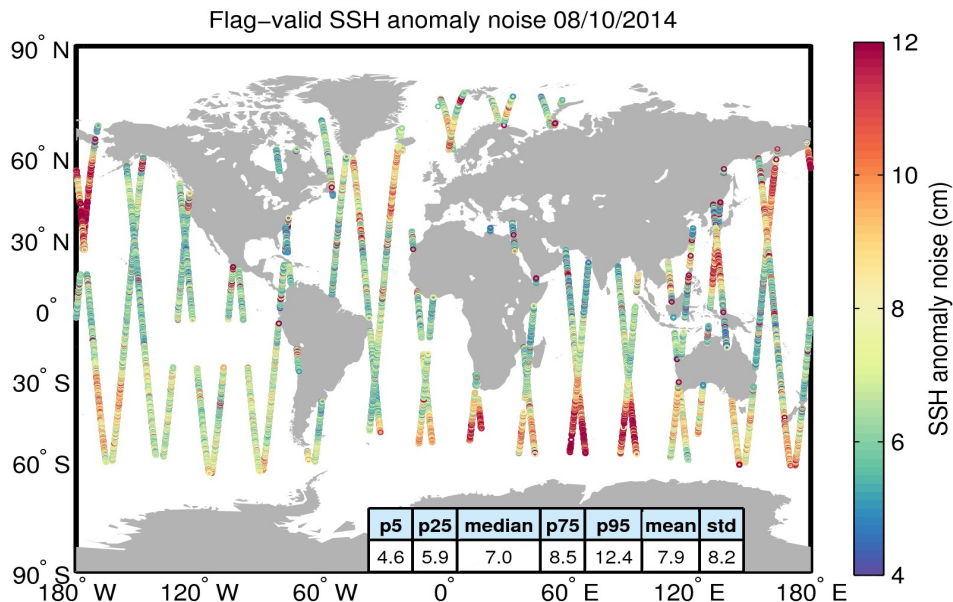 Flag−valid SSH anomaly noise 08/10/2014
90° N
60° N
30° N
0°
30° S
60° S
90° S
180° W
120° W
60° W
0°
60° E
120° E
180° E
p5 p25 median p75 p95 mean std
4.6 5.9 7.0 8.5 12.4 7.9 8.2
12
10
8
6
4
SSH anomaly noise (cm)